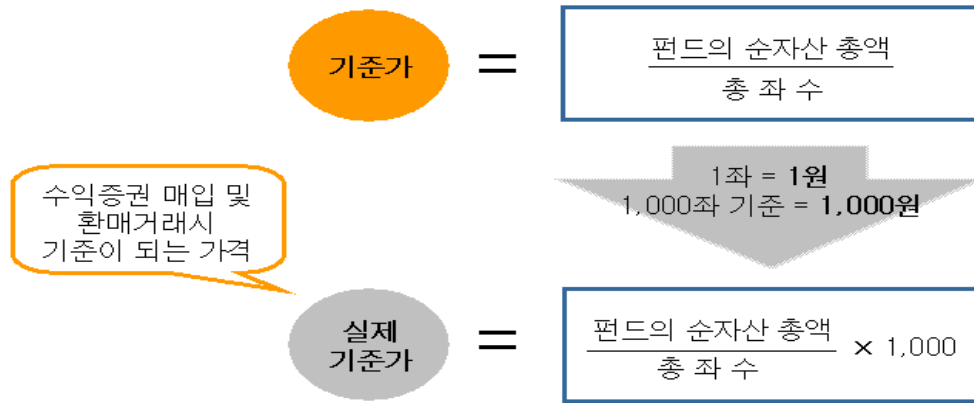 기준가 = 펀드의 순자산 총액
총 좌 수
1좌 = 1원
1,000좌 기준 = 1,000원
수익증권 매입 및
환매거래시
기준이 되는 가격
실제
기준가
=
펀드의 순자산 총액
총 좌 수
× 1,000